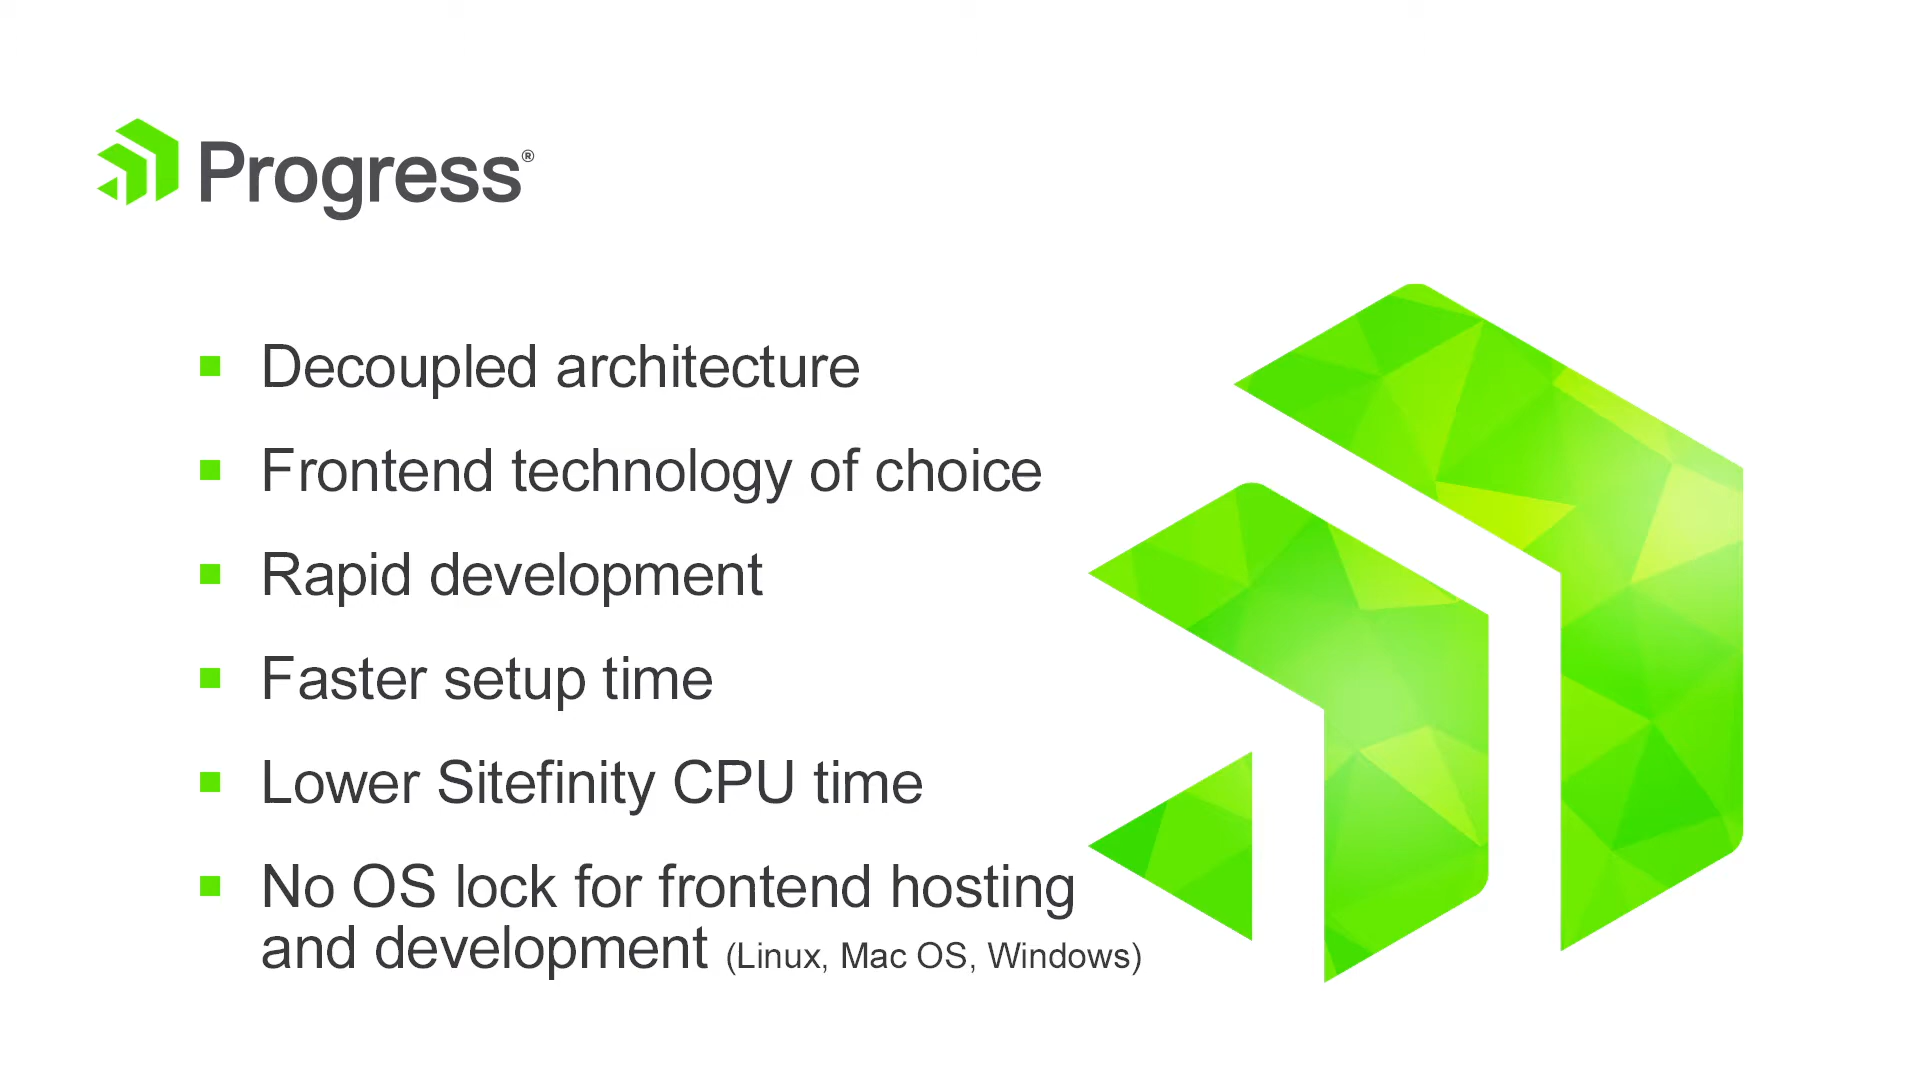 Progress®
▪ Decoupled architecture
▪ Frontend technology of choice
▪ Rapid development
▪ Faster setup time
▪ Lower Sitefinity CPU time
▪ No OS lock for frontend hosting
and development (Linux, Mac OS, Windows)